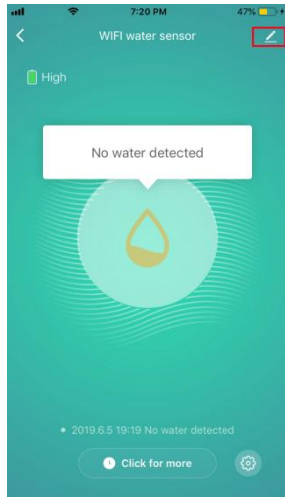 7:20 PM
47%
WIFI water sensor
High
No water detected
2019.6.5 19:19 No water detected
Click for more